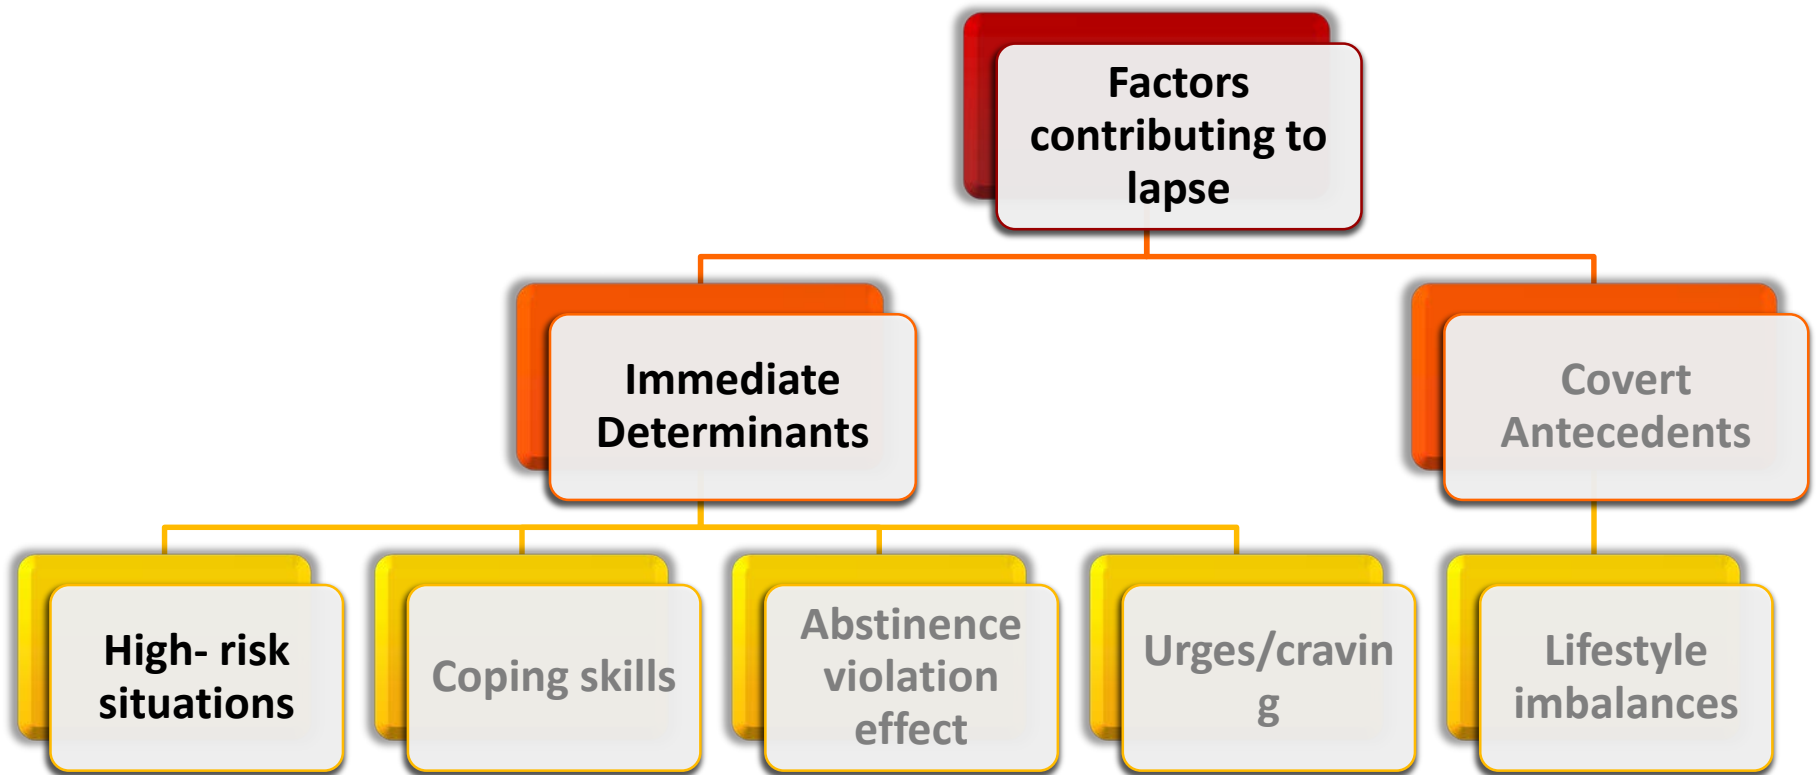 Factors
contributing to
lapse
Immediate
Determinants
Covert
Antecedents
High- risk
situations
Coping skills
Abstinence
violation
effect
Urges/cravin
g
Lifestyle
imbalances